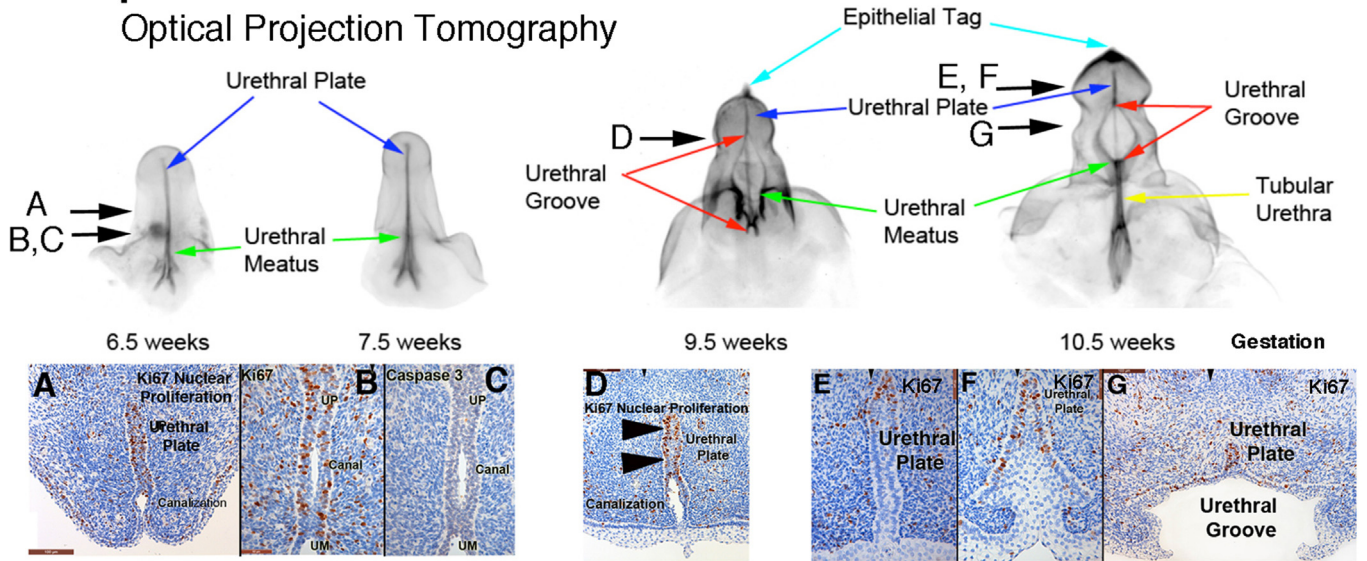 Optical Projection Tomography
Epithelial Tag
Urethral Plate
E, F
Urethral Plate
Urethral
Groove
A
D
G
B,C
Urethral
Groove
Urethral
Meatus
Urethral
Meatus
Tubular
Urethra
6.5 weeks
7.5 weeks
9.5 weeks
10.5 weeks
Gestation
A
Ki67 Nuclear
Proliferation
Urethral
Plate
Canalization
Ki67
B
UP
Canal
UM
Caspase 3
C
UP
Canal
UM
D
Ki67 Nuclear Proliferation
Urethral
Plate
Canalization
E
Ki67
Urethral
Plate
F
Ki67
Urethral
Plate
G
Ki67
Urethral
Plate
Urethral
Groove